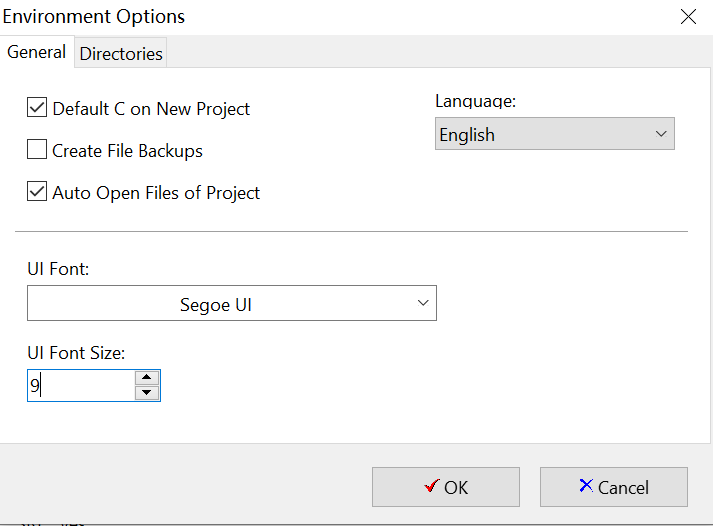 Environment Options
General Directories
Default C on New Project
Language:
English
Create File Backups
Auto Open Files of Project
UI Font:
Segoe UI
UI Font Size:
9
OK Cancel